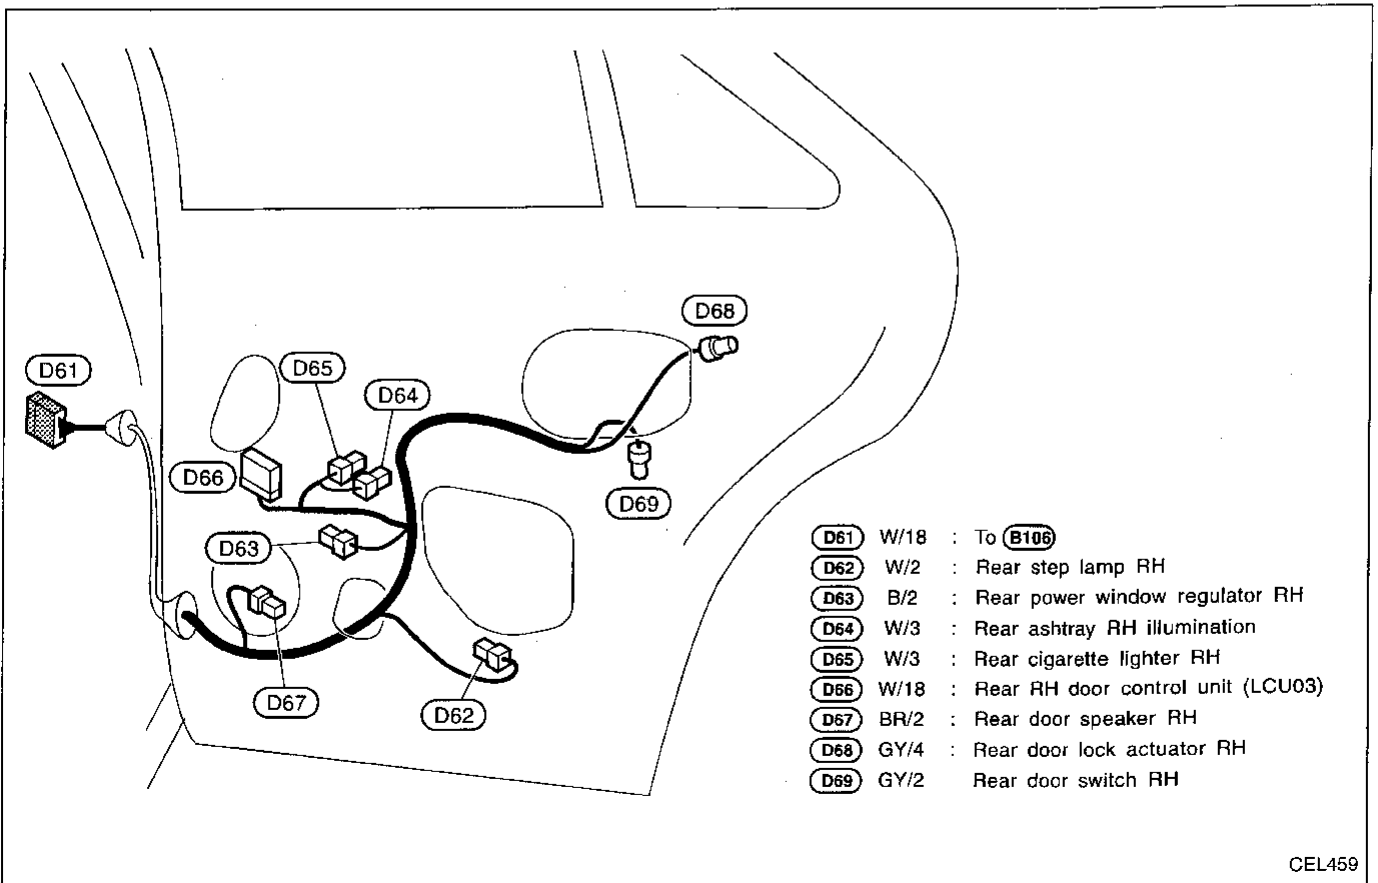 D68
D65
D61
D64
D66
D69
D63
D67
D62
D61 W/18 : To B106
D62 W/2 : Rear step lamp RH
D63 B/2 : Rear power window regulator RH
D64 W/3 : Rear ashtray RH illumination
D65 W/3 : Rear cigarette lighter RH
D66 W/18 : Rear RH door control unit (LCU03)
D67 BR/2 : Rear door speaker RH
D68 GY/4 : Rear door lock actuator RH
D69 GY/2 Rear door switch RH
CEL459